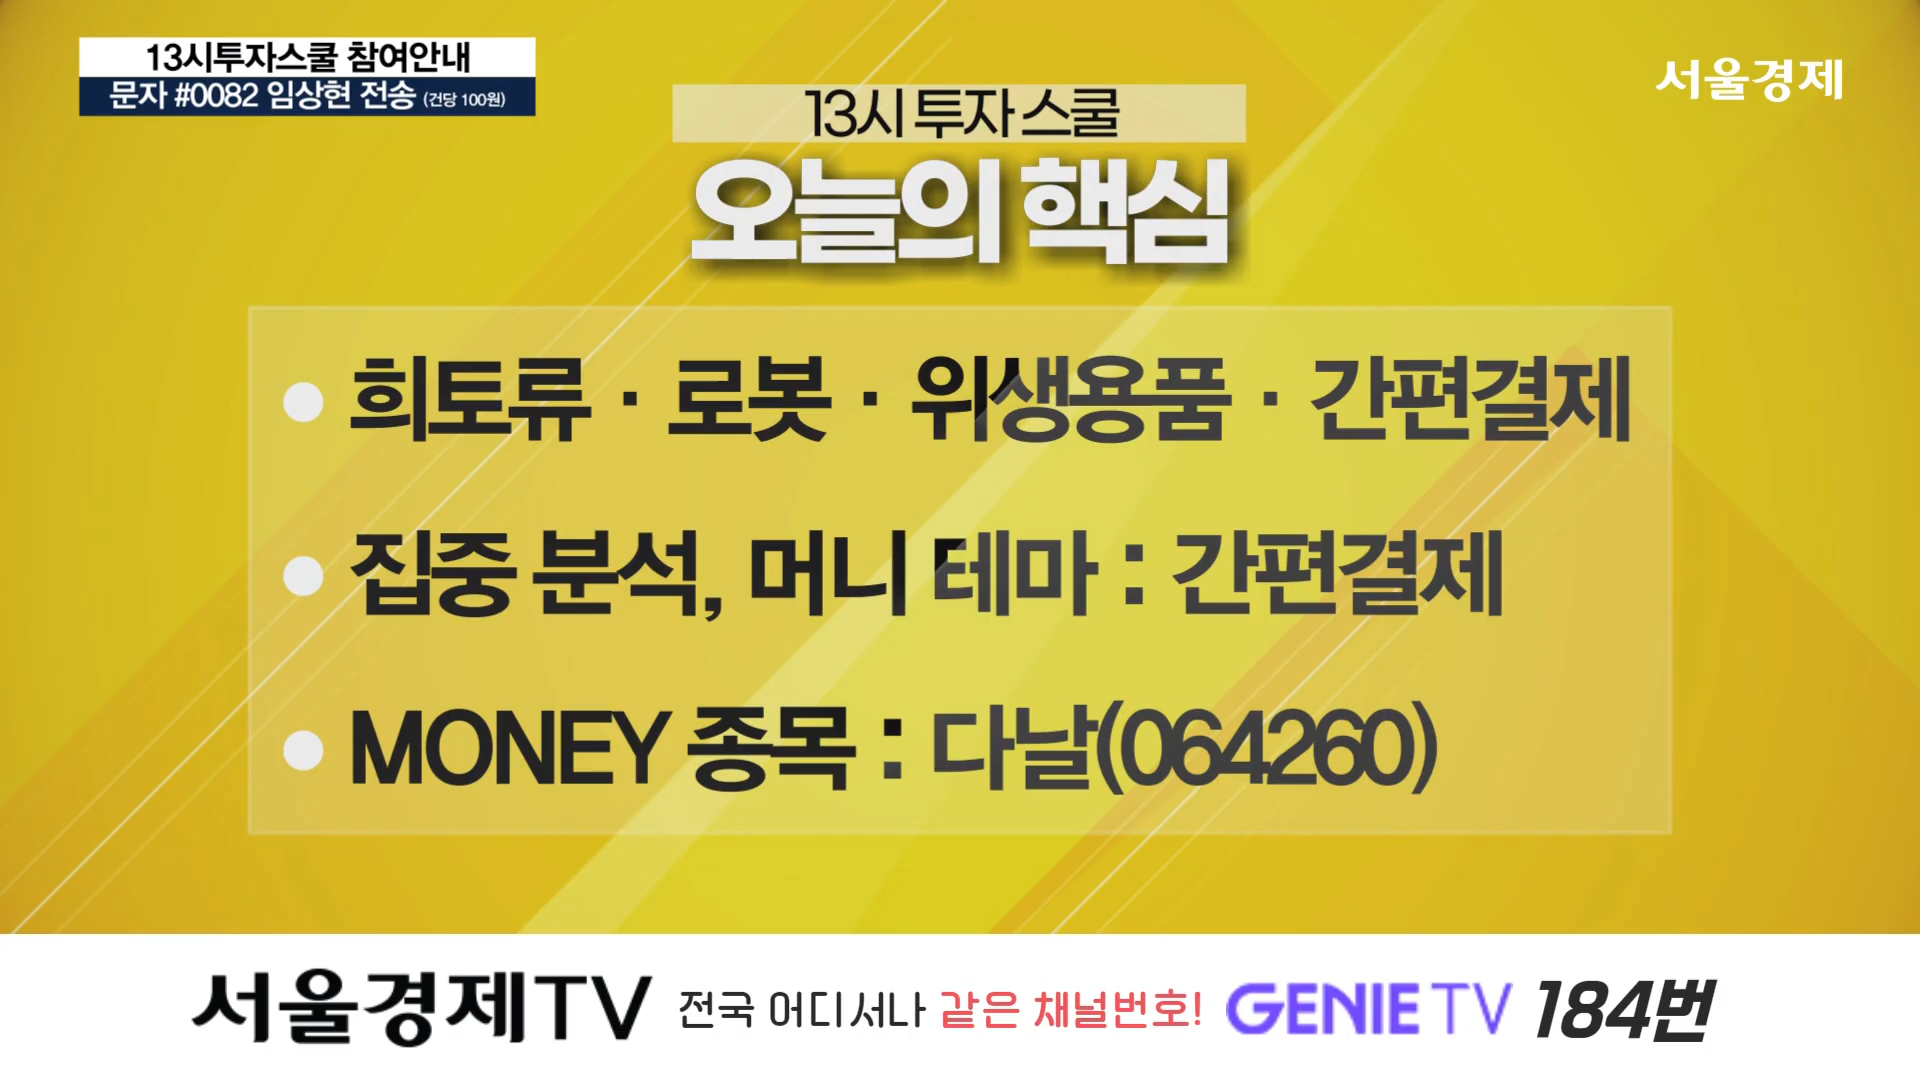 13시투자스쿨 참여안내
문자 #0082 임상현 전송 (건당 100원)
서울경제
13시 투자 스쿨
오늘의 핵심
희토류 · 로봇 · 위생용품 · 간편결제
집중 분석, 머니 테마 : 간편결제
MONEY 종목 : 다날(064260)
서울경제TV 전국 어디서나 같은 채널번호! GENIE TV 184번